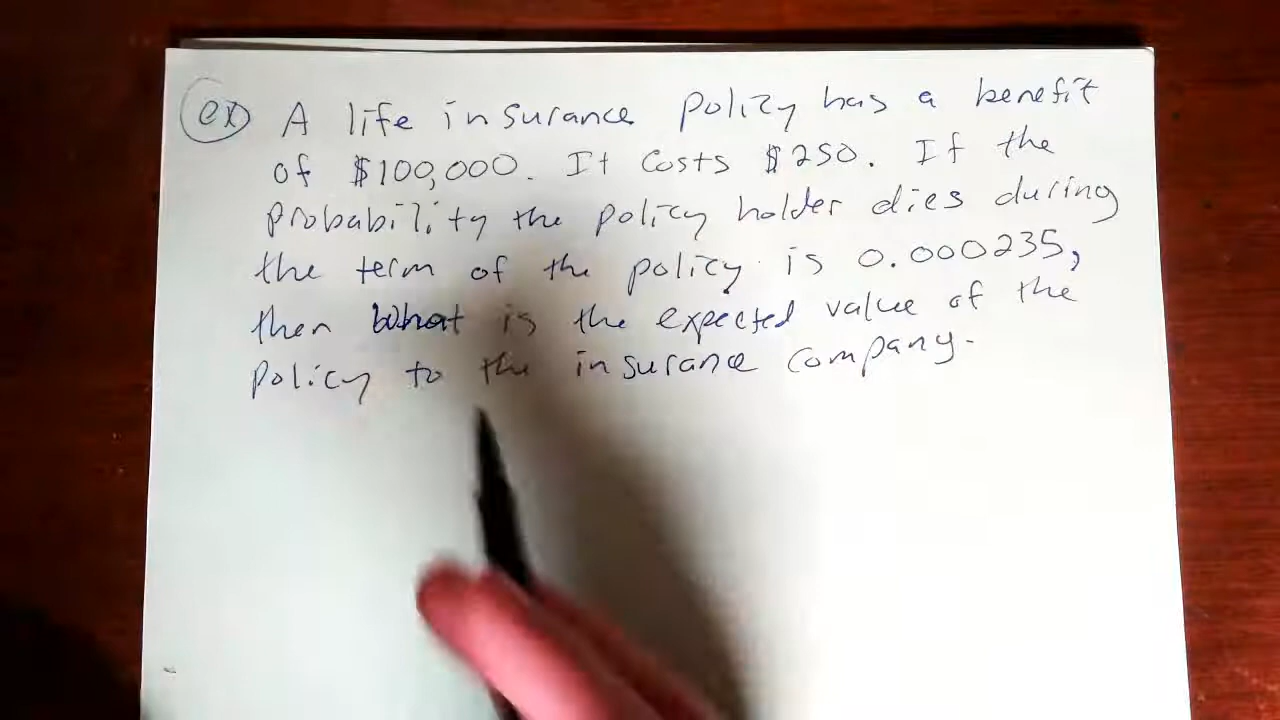 ex A life insurance policy has a benefit
of $100,000. It costs $250. If the
probability the policy holder dies during
the term of the policy is 0.000235,
then what is the expected value of the
policy to the insurance company.